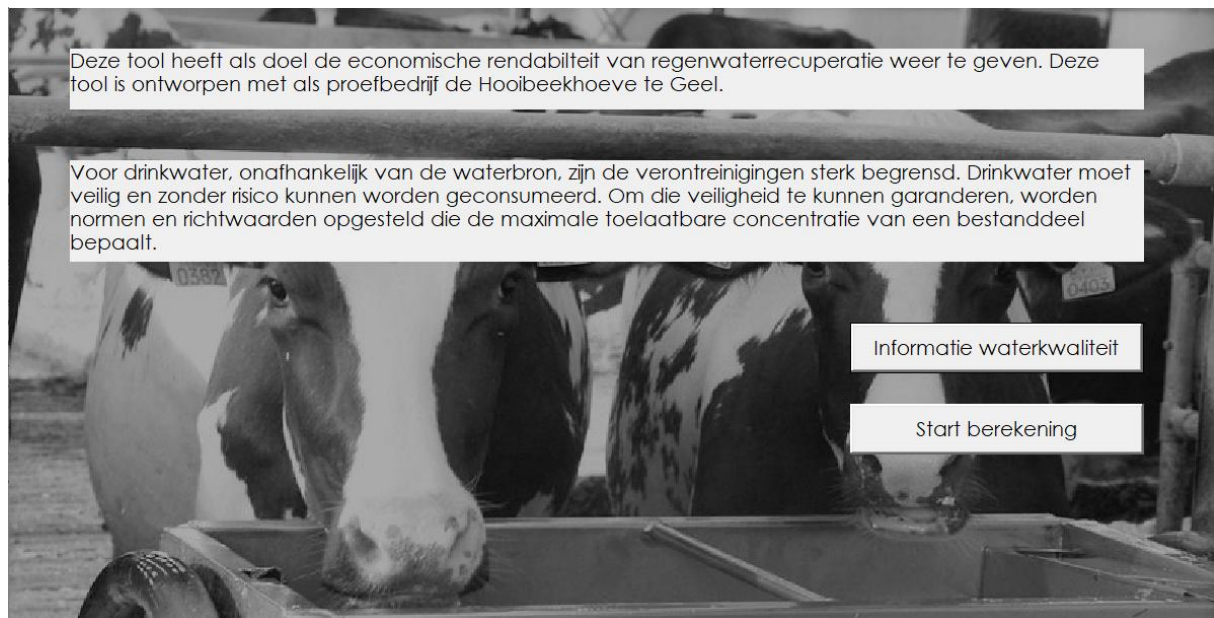 Deze tool heeft als doel de economische rendabilteit van regenwaterrecuperatie weer te geven. Deze
tool is ontworpen met als proefbedrijf de Hooibeekhoeve te Geel.
Voor drinkwater, onafhankelijk van de waterbron, zijn de verontreinigingen sterk begrensd. Drinkwater moet
veilig en zonder risico kunnen worden geconsumeerd. Om die veiligheid te kunnen garanderen, worden
normen en richtwaarden opgesteld die de maximale toelaatbare concentratie van een bestanddeel
bepaalt.
0382
0403
Informatie waterkwaliteit
Start berekening